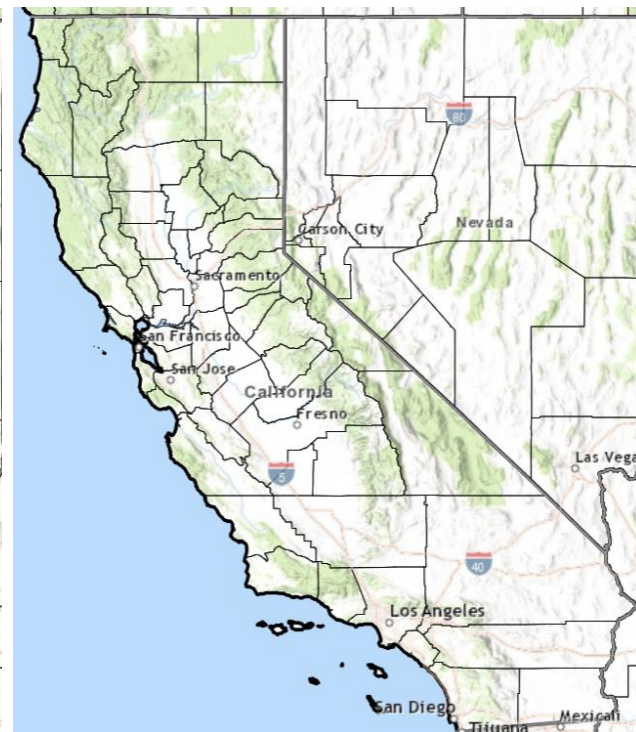 80
Nevada
Carson City
Sacramento
San Francisco
San Jose
California
Fresno
5
Las Vega
40
Los Angeles
San Diego
Tijuana
Mexicali